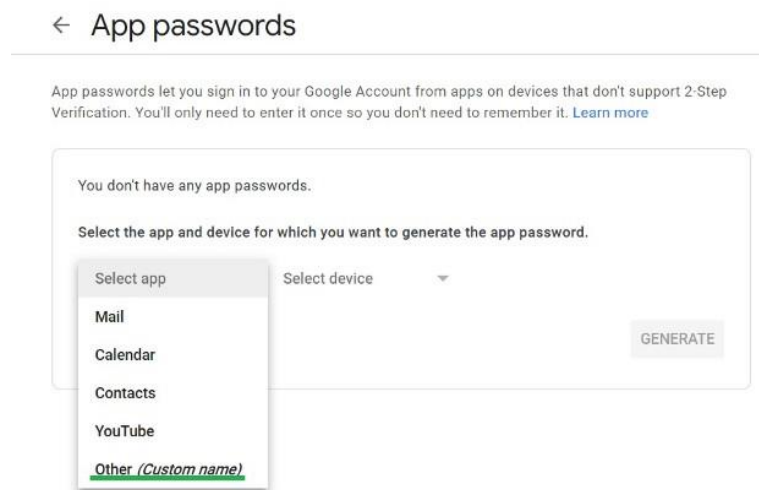 App passwords
App passwords let you sign in to your Google Account from apps on devices that don't support 2-Step
Verification. You'll only need to enter it once so you don't need to remember it. Learn more
You don't have any app passwords.
Select the app and device for which you want to generate the app password.
Select app
Select device
Mail
Calendar
Contacts
YouTube
Other (Custom name)
GENERATE